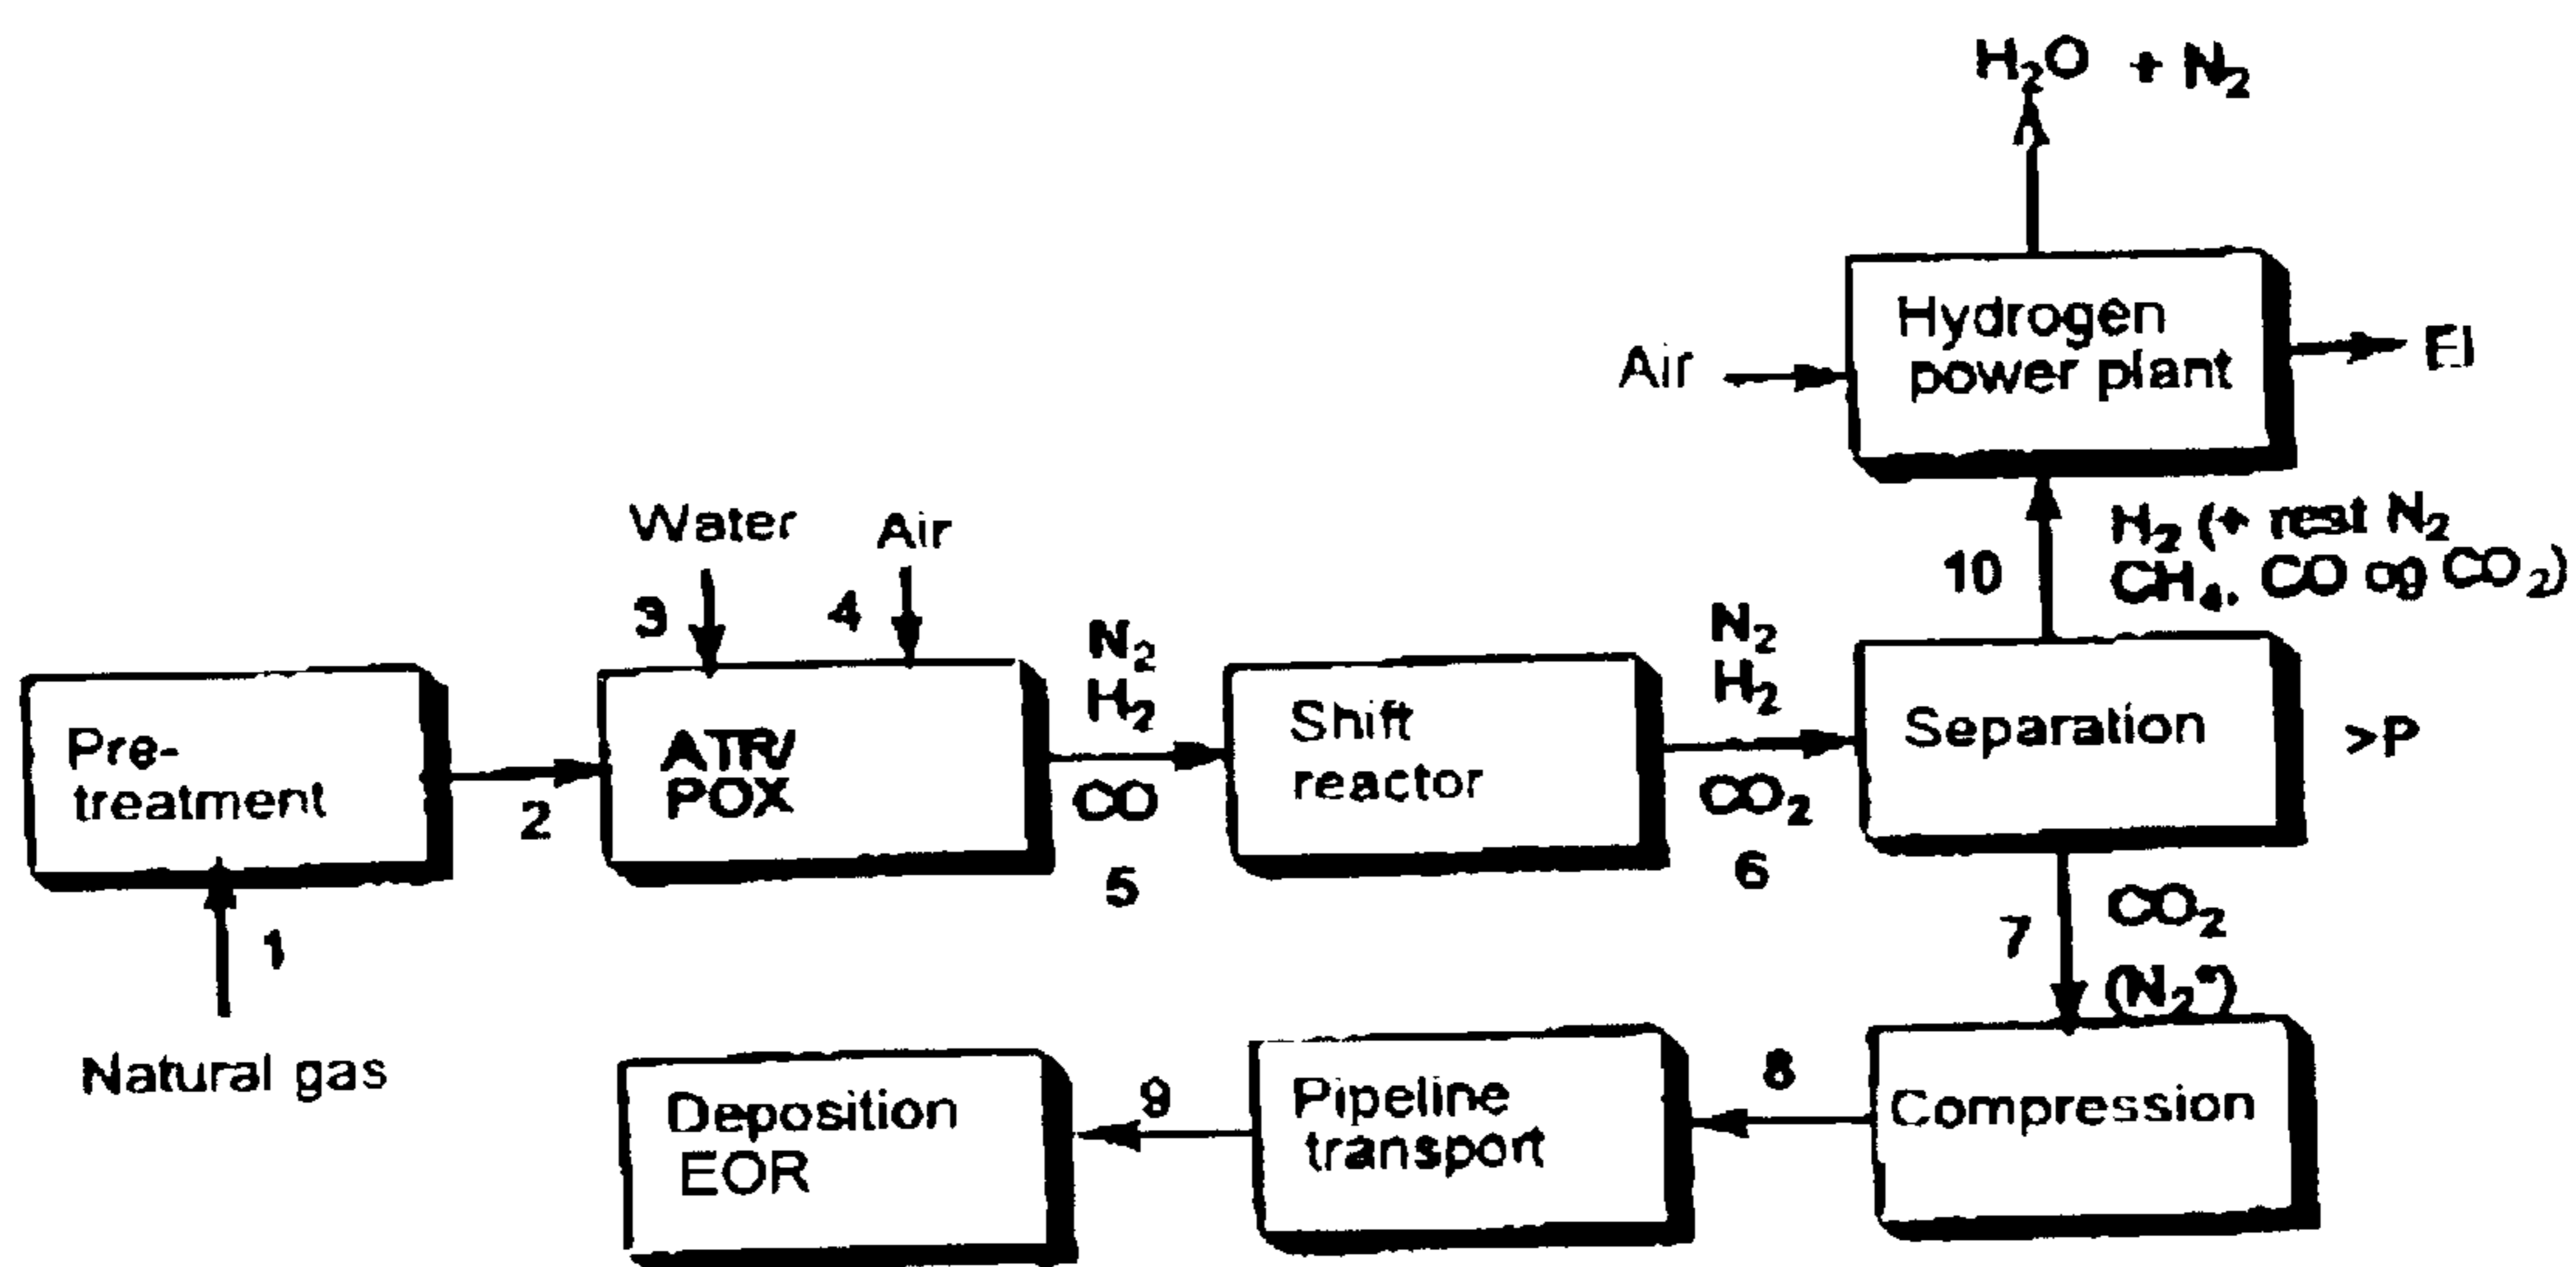 H₂O + N₂
Hydrogen
power plant
Air
El
Water
Air
H₂ (+ rest N₂
CH₄, CO og CO₂)
10
3
4
N₂
H₂
N₂
H₂
Pre-
treatment
ATR/
POX
Shift
reactor
Separation
>P
2
CO
CO₂
5
6
1
7
CO₂
(N₂*)
Natural gas
Deposition
EOR
9
Pipeline
transport
8
Compression